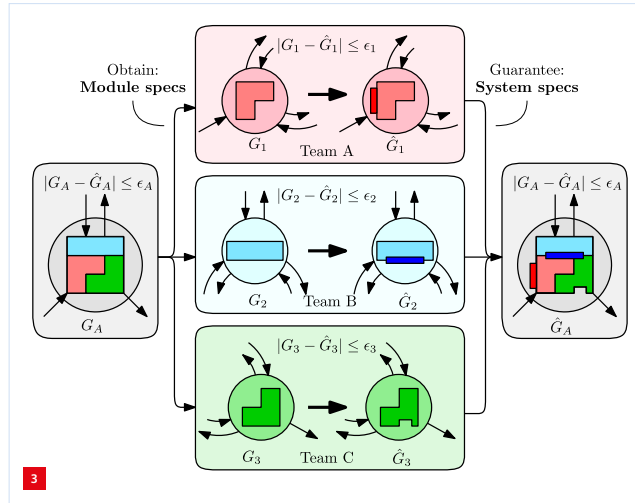 Obtain:
Module specs
Guarantee:
System specs
|G_A − Ĝ_A| ≤ ϵ_A
G_A
|G_1 − Ĝ_1| ≤ ϵ_1
G_1
Ĝ_1
Team A
|G_2 − Ĝ_2| ≤ ϵ_2
G_2
Team B
Ĝ_2
|G_3 − Ĝ_3| ≤ ϵ_3
G_3
Team C
Ĝ_3
|G_A − Ĝ_A| ≤ ϵ_A
Ĝ_A
3